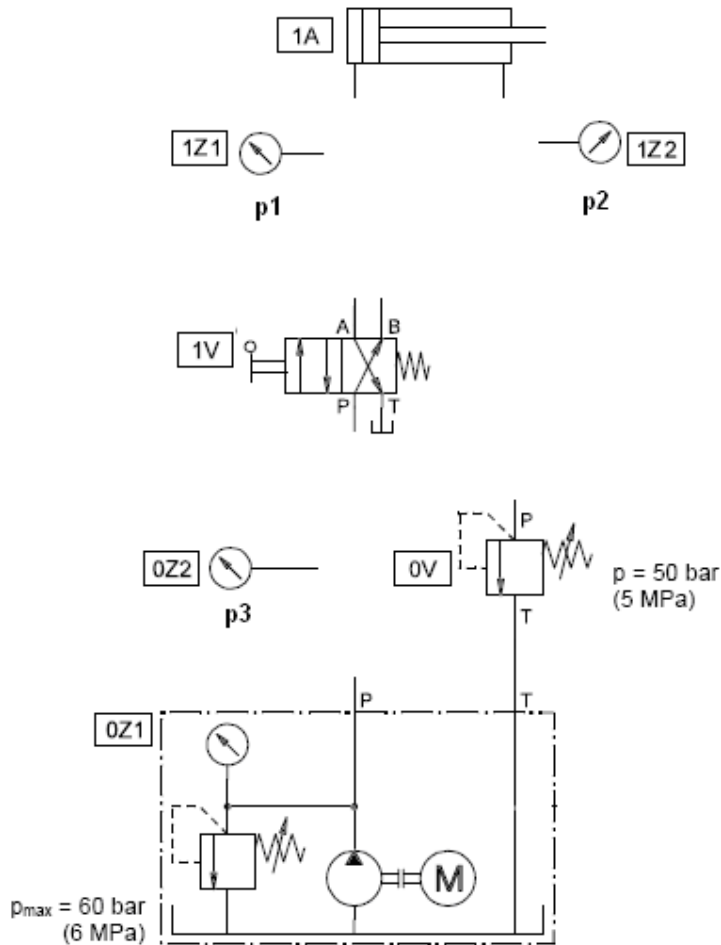 1A
1Z1
1Z2
p1
p2
1V
A B
P T
P
0Z2
0V
p = 50 bar
(5 MPa)
p3
T
P
T
0Z1
M
pmax = 60 bar
(6 MPa)